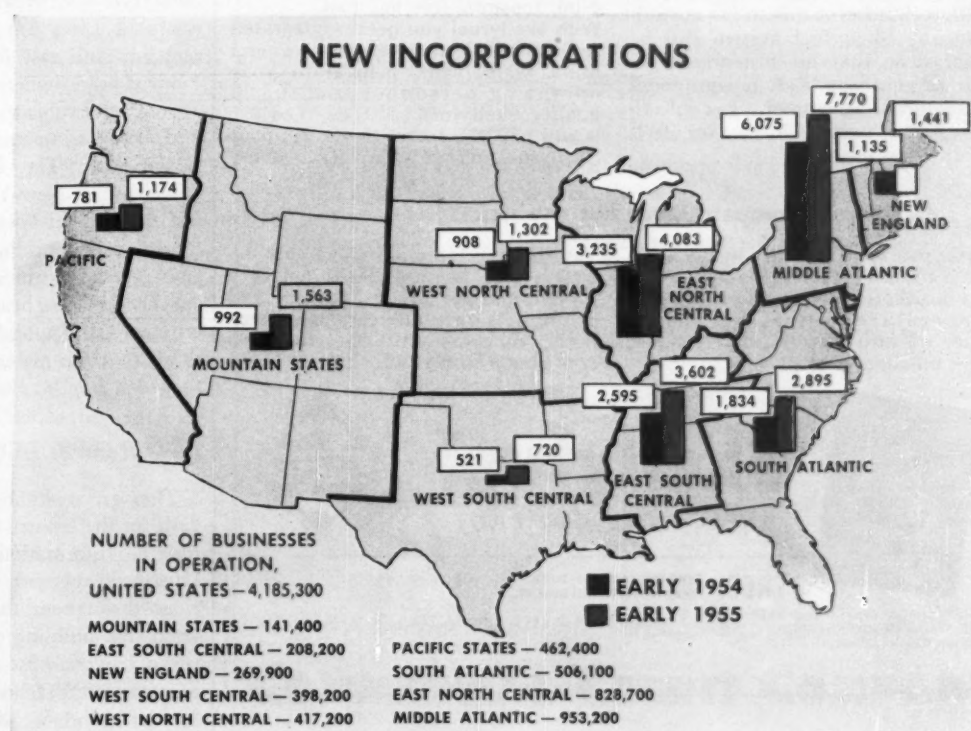 NEW INCORPORATIONS
7,770
6,075
1,441
1,135
781
1,174
NEW
ENGLAND
PACIFIC
908
1,302
3,235
4,083
MIDDLE ATLANTIC
WEST NORTH CENTRAL
EAST
NORTH
CENTRAL
992
1,563
MOUNTAIN STATES
3,602
2,595
2,895
1,834
521
720
SOUTH ATLANTIC
WEST SOUTH CENTRAL
EAST SOUTH
CENTRAL
NUMBER OF BUSINESSES
IN OPERATION,
UNITED STATES—4,185,300
EARLY 1954
EARLY 1955
MOUNTAIN STATES — 141,400
EAST SOUTH CENTRAL — 208,200
NEW ENGLAND — 269,900
WEST SOUTH CENTRAL — 398,200
WEST NORTH CENTRAL — 417,200
PACIFIC STATES — 462,400
SOUTH ATLANTIC — 506,100
EAST NORTH CENTRAL — 828,700
MIDDLE ATLANTIC — 953,200